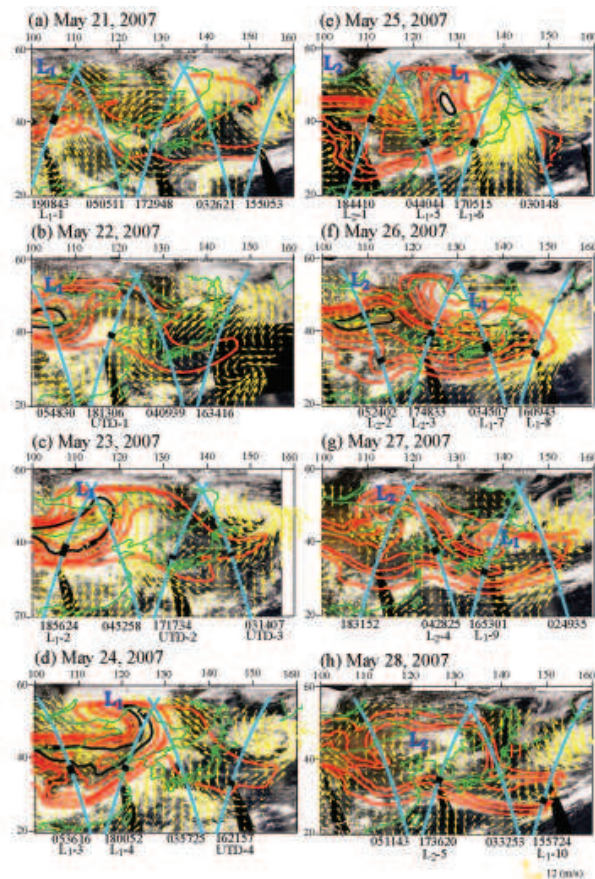 (a) May 21, 2007
100 110 120 130 140 150 160
60
L₁
40
20
190843 050511 172948 032621 155053
L₁-1
(b) May 22, 2007
100 110 120 130 140 150 160
60
L₁
40
20
054830 181306 040939 163416
UTD-1
(c) May 23, 2007
100 110 120 130 140 150 160
60
L₁
40
20
185624 045258 171734 031407
L₁-2 UTD-2 UTD-3
(d) May 24, 2007
100 110 120 130 140 150 160
60
L₁
40
20
053616 180052 035725 162157
L₁-3 L₁-4 UTD-4
(e) May 25, 2007
100 110 120 130 140 150 160
60
L₂ L₁
40
20
184410 044044 170515 030148
L₂-1 L₁-5 L₁-6
(f) May 26, 2007
100 110 120 130 140 150 160
60
L₂ L₁
40
20
052402 174833 034507 160943
L₂-2 L₂-3 L₁-7 L₁-8
(g) May 27, 2007
100 110 120 130 140 150 160
60
L₂ L₁
40
20
183152 042825 165301 024935
L₂-4 L₁-9
(h) May 28, 2007
100 110 120 130 140 150 160
60
L₂
40
20
051143 173620 033253 155724
L₂-5 L₁-10
12 (m/s)